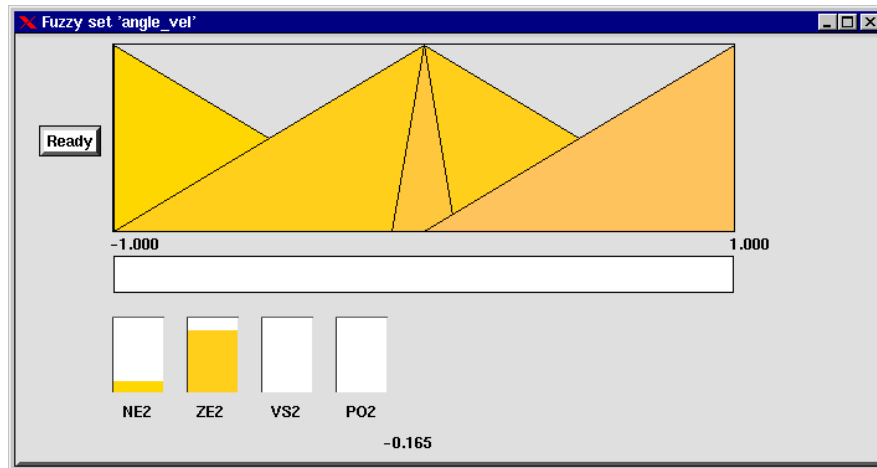 Fuzzy set 'angle_vel'
Ready
-1.000 1.000
NE2 ZE2 VS2 PO2
-0.165